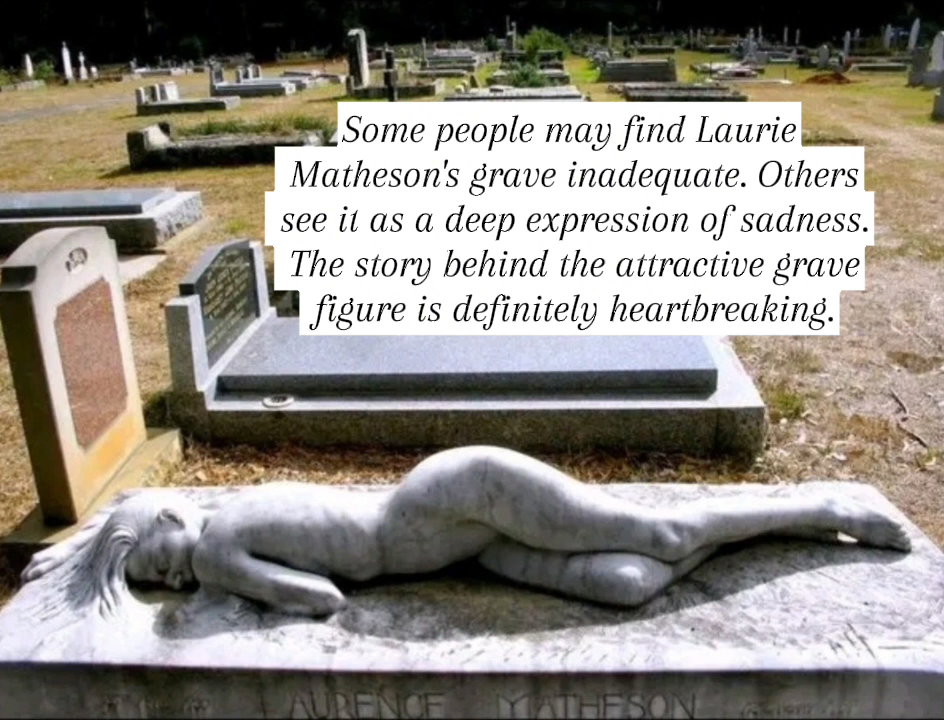 Some people may find Laurie
Matheson's grave inadequate. Others
see it as a deep expression of sadness.
The story behind the attractive grave
figure is definitely heartbreaking.
LAURENCE MATHESON